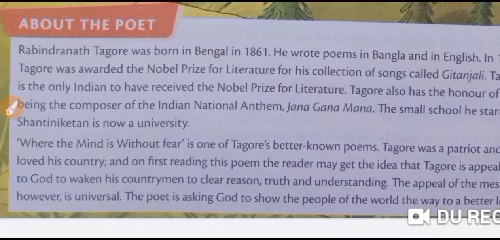 ABOUT THE POET
Rabindranath Tagore was born in Bengal in 1861. He wrote poems in Bangla and in English. In
Tagore was awarded the Nobel Prize for Literature for his collection of songs called Gitanjali.
is the only Indian to have received the Nobel Prize for Literature. Tagore also has the honour of
being the composer of the Indian National Anthem, Jana Gana Mana. The small school he
Shantiniketan is now a university.
'Where the Mind is Without fear' is one of Tagore's better-known poems. Tagore was a patriot and
loved his country; and on first reading this poem the reader may get the idea that Tagore is
to God to waken his countrymen to clear reason, truth and understanding. The appeal of the
however, is universal. The poet is asking God to show the people of the world the way to a better
DU REC